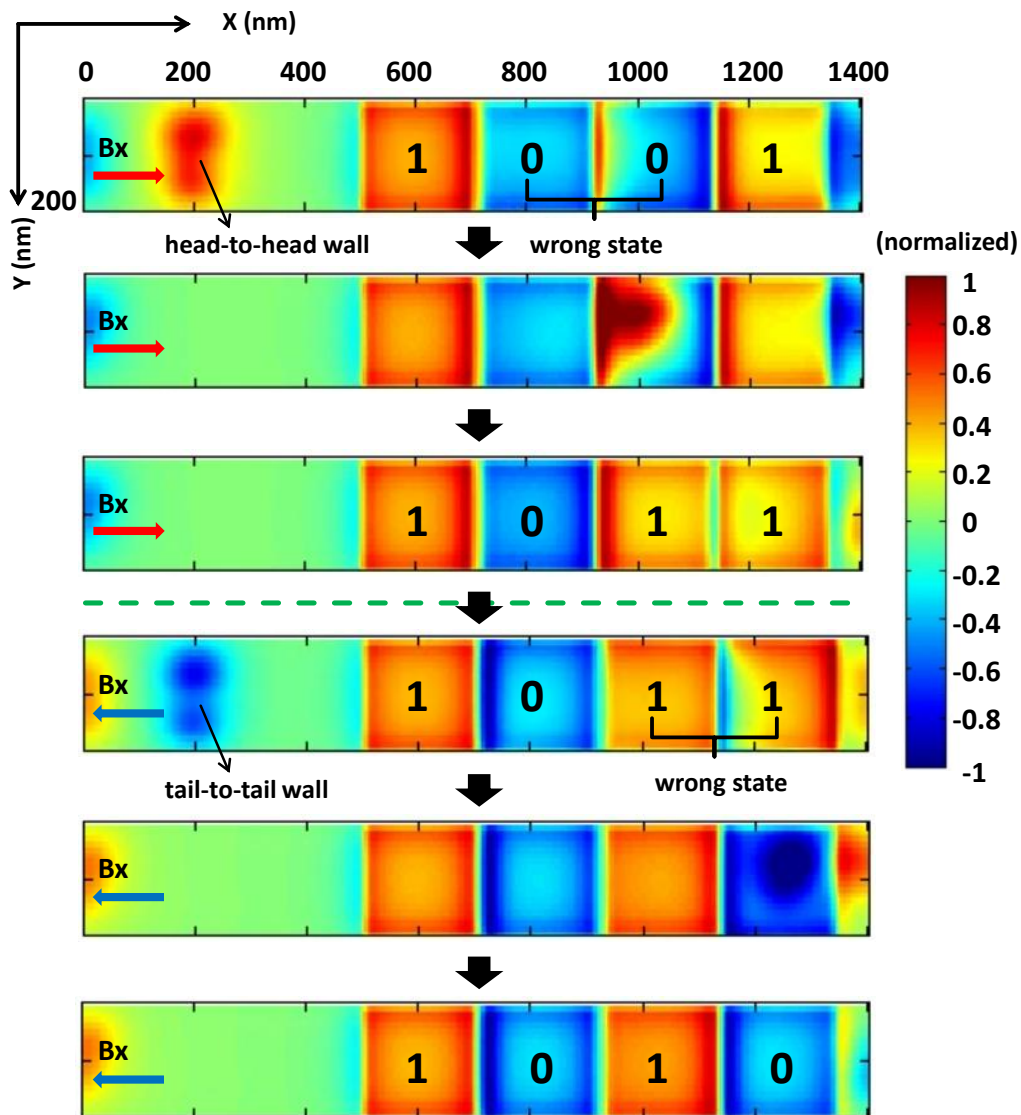 X (nm)
0 200 400 600 800 1000 1200 1400
Bx
1 0 0 1
200
Y (nm)
head-to-head wall
wrong state
(normalized)
Bx
1
0.8
0.6
0.4
0.2
0
-0.2
-0.4
-0.6
-0.8
-1
Bx
1 0 1 1
Bx
1 0 1 1
tail-to-tail wall
wrong state
Bx
Bx
1 0 1 0